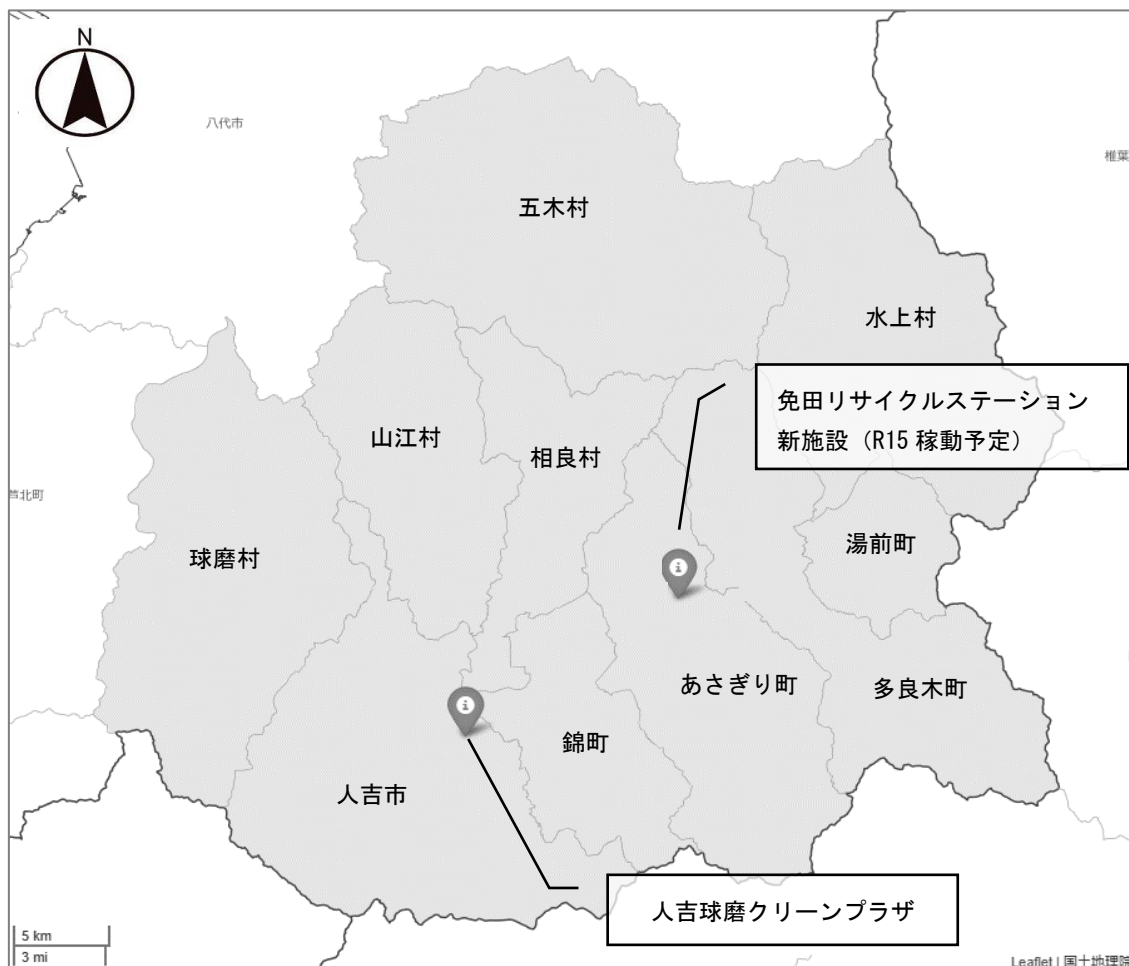 N
八代市
椎葉
五木村
水上村
免田リサイクルステーション
新施設（R15 稼動予定）
山江村
相良村
芦北町
球磨村
湯前町
あさぎり町
多良木町
錦町
人吉市
人吉球磨クリーンプラザ
5 km
3 mi
Leaflet | 国土地理院